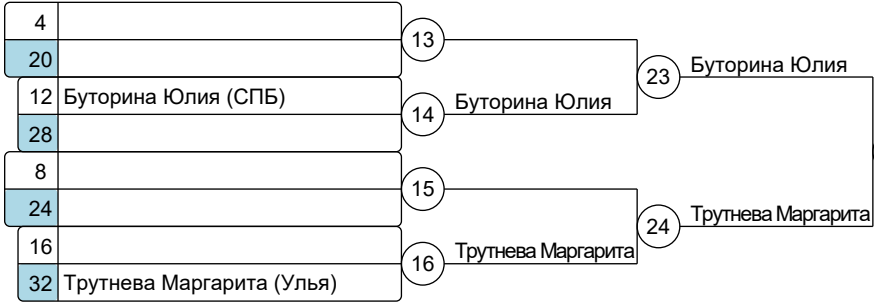 4
13
20
23 Буторина Юлия
12 Буторина Юлия (СПБ)
14 Буторина Юлия
28
8
15
24
24 Трутнева Маргарита
16
16 Трутнева Маргарита
32 Трутнева Маргарита (Улья)